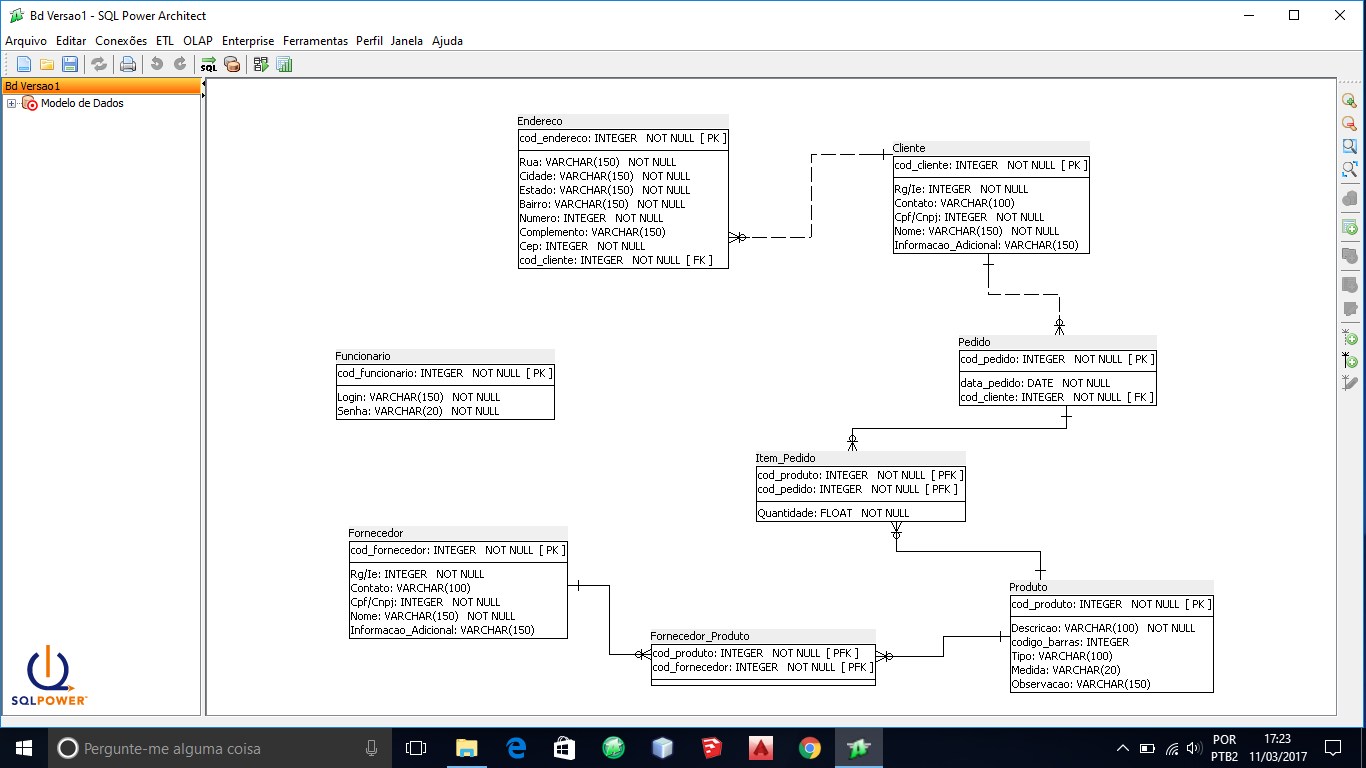 Bd Versao1 - SQL Power Architect
Arquivo Editar Conexões ETL OLAP Enterprise Ferramentas Perfil Janela Ajuda
SQL
Bd Versao1
Modelo de Dados
Endereco
cod_endereco: INTEGER NOT NULL [ PK ]
Rua: VARCHAR(150) NOT NULL
Cidade: VARCHAR(150) NOT NULL
Estado: VARCHAR(150) NOT NULL
Bairro: VARCHAR(150) NOT NULL
Numero: INTEGER NOT NULL
Complemento: VARCHAR(150)
Cep: INTEGER NOT NULL
cod_cliente: INTEGER NOT NULL [ FK ]
Cliente
cod_cliente: INTEGER NOT NULL [ PK ]
Rg/Ie: INTEGER NOT NULL
Contato: VARCHAR(100)
Cpf/Cnpj: INTEGER NOT NULL
Nome: VARCHAR(150) NOT NULL
Informacao_Adicional: VARCHAR(150)
Pedido
cod_pedido: INTEGER NOT NULL [ PK ]
data_pedido: DATE NOT NULL
cod_cliente: INTEGER NOT NULL [ FK ]
Funcionario
cod_funcionario: INTEGER NOT NULL [ PK ]
Login: VARCHAR(150) NOT NULL
Senha: VARCHAR(20) NOT NULL
Item_Pedido
cod_produto: INTEGER NOT NULL [ PFK ]
cod_pedido: INTEGER NOT NULL [ PFK ]
Quantidade: FLOAT NOT NULL
Fornecedor
cod_fornecedor: INTEGER NOT NULL [ PK ]
Rg/Ie: INTEGER NOT NULL
Contato: VARCHAR(100)
Cpf/Cnpj: INTEGER NOT NULL
Nome: VARCHAR(150) NOT NULL
Informacao_Adicional: VARCHAR(150)
Fornecedor_Produto
cod_produto: INTEGER NOT NULL [ PFK ]
cod_fornecedor: INTEGER NOT NULL [ PFK ]
Produto
cod_produto: INTEGER NOT NULL [ PK ]
Descricao: VARCHAR(100) NOT NULL
codigo_barras: INTEGER
Tipo: VARCHAR(100)
Medida: VARCHAR(20)
Observacao: VARCHAR(150)
SQLPOWER
Pergunte-me alguma coisa
POR
PTB2
17:23
11/03/2017